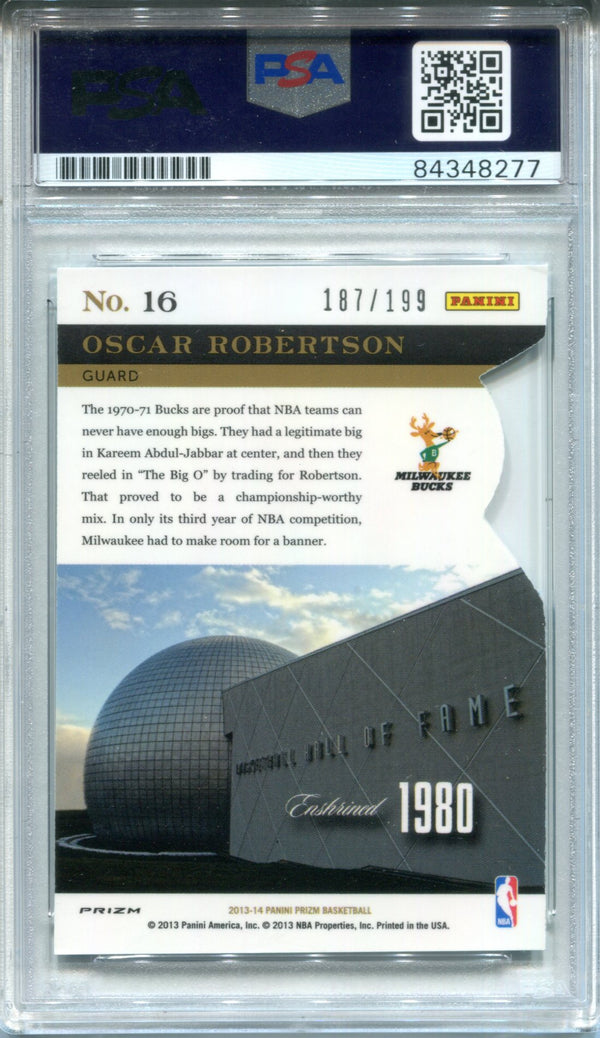 PSA
PSA
84348277
No. 16
187/199
PANINI
OSCAR ROBERTSON
GUARD
The 1970-71 Bucks are proof that NBA teams can
never have enough bigs. They had a legitimate big
in Kareem Abdul-Jabbar at center, and then they
reeled in “The Big O” by trading for Robertson.
That proved to be a championship-worthy
mix. In only its third year of NBA competition,
Milwaukee had to make room for a banner.
B
MILWAUKEE
BUCKS
BASKETBALL HALL OF FAME
Enshrined 1980
PRIZM
2013-14 PANINI PRIZM BASKETBALL
© 2013 Panini America, Inc. © 2013 NBA Properties, Inc. Printed in the USA.
NBA